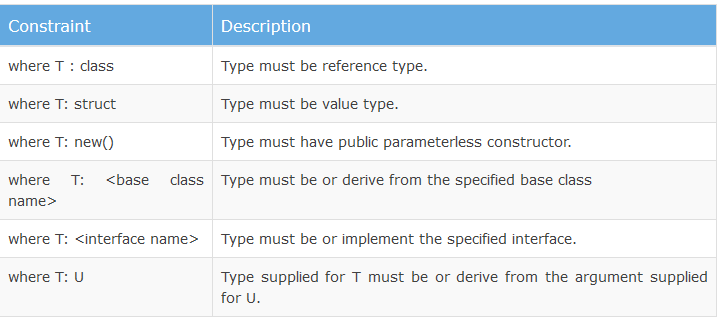 Constraint Description
where T : class Type must be reference type.
where T: struct Type must be value type.
where T: new() Type must have public parameterless constructor.
where T: <base class Type must be or derive from the specified base class
name>
where T: <interface name> Type must be or implement the specified interface.
where T: U Type supplied for T must be or derive from the argument supplied
for U.